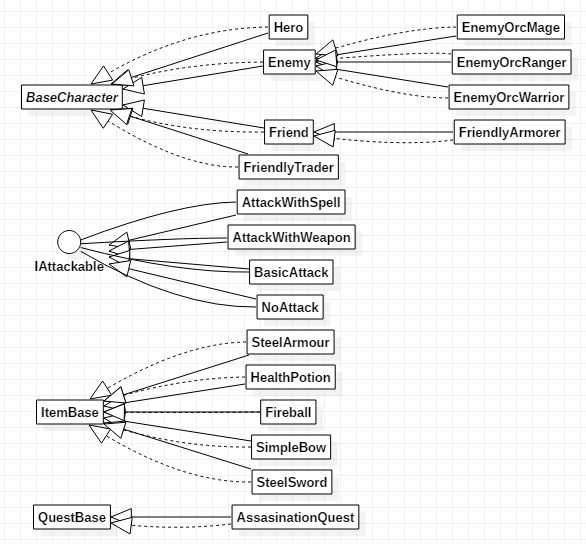 Hero
EnemyOrcMage
Enemy
EnemyOrcRanger
BaseCharacter
EnemyOrcWarrior
Friend
FriendlyArmorer
FriendlyTrader
AttackWithSpell
AttackWithWeapon
IAttackable
BasicAttack
NoAttack
SteelArmour
HealthPotion
ItemBase
Fireball
SimpleBow
SteelSword
QuestBase
AssasinationQuest